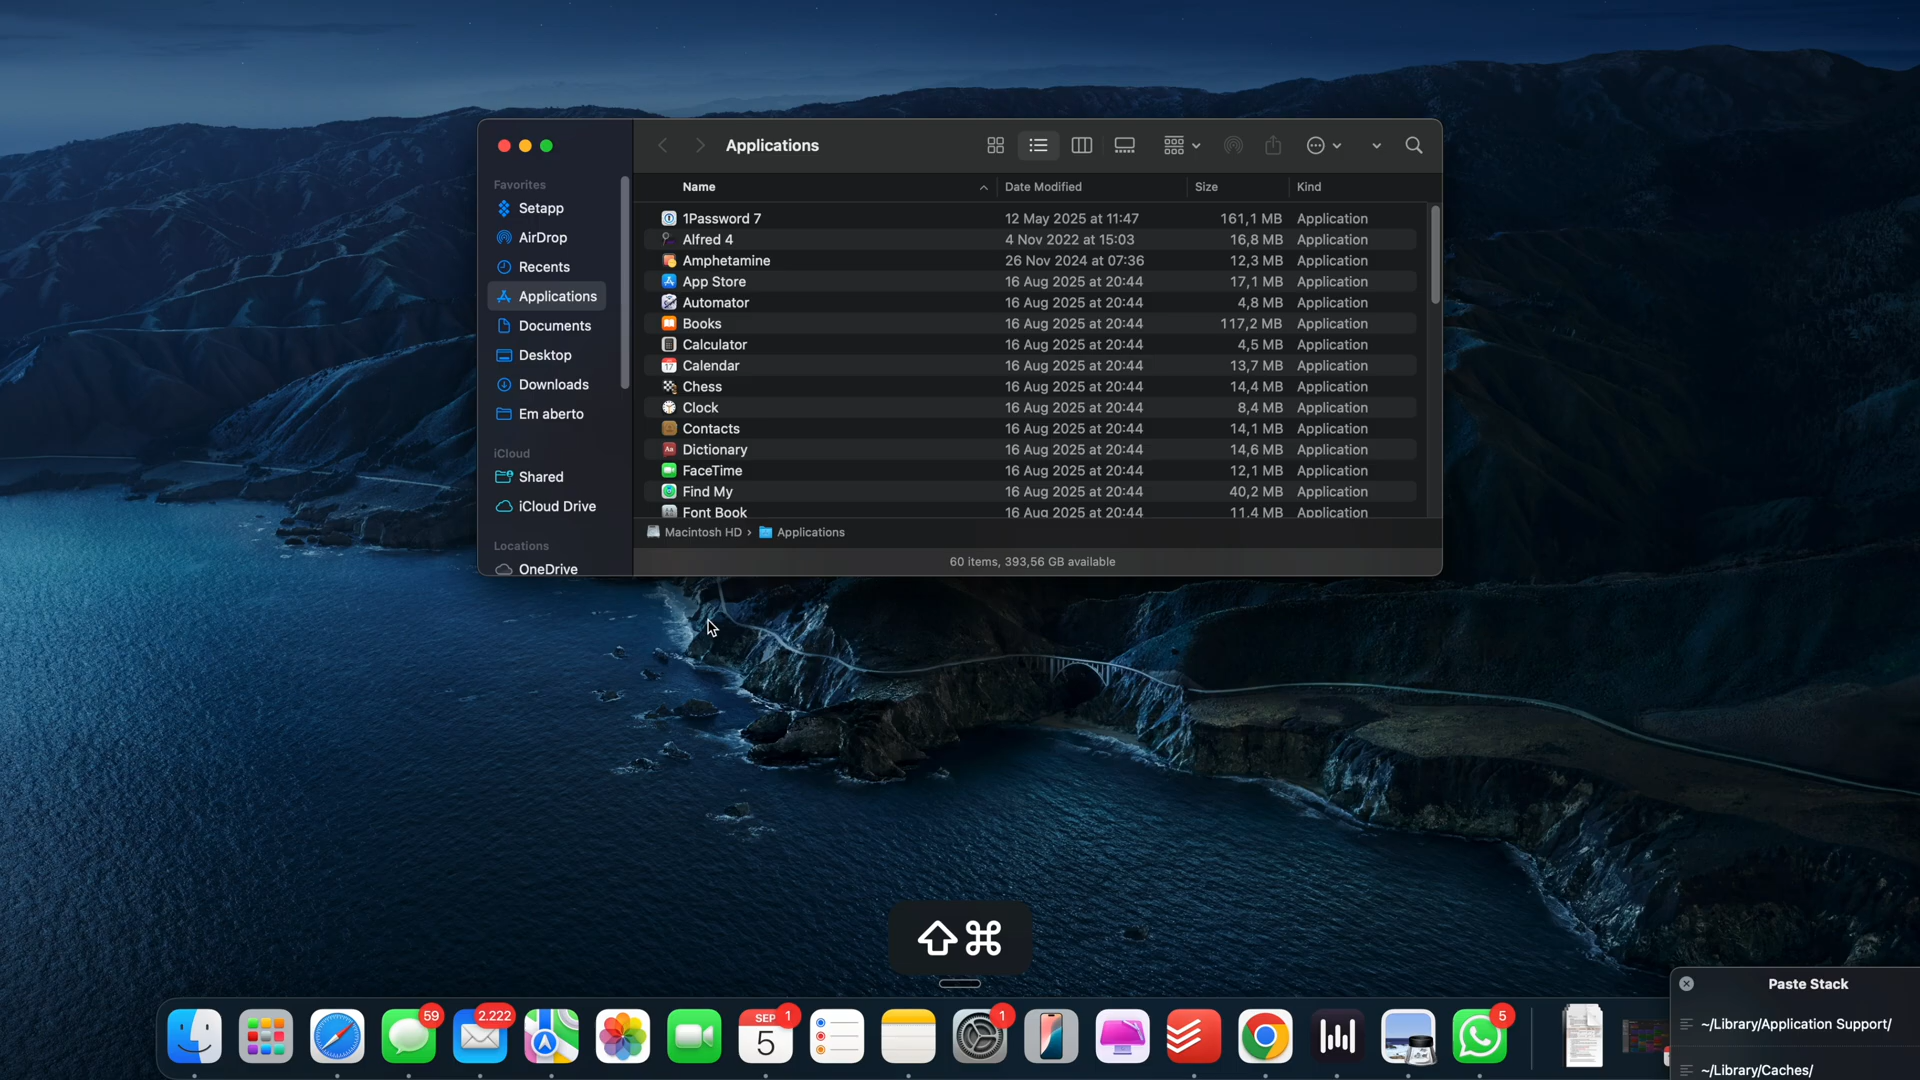 Applications
Favorites
Setapp
AirDrop
Recents
Applications
Documents
Desktop
Downloads
Em aberto
iCloud
Shared
iCloud Drive
Locations
OneDrive
Name Date Modified Size Kind
1Password 7 12 May 2025 at 11:47 161,1 MB Application
Alfred 4 4 Nov 2022 at 15:03 16,8 MB Application
Amphetamine 26 Nov 2024 at 07:36 12,3 MB Application
App Store 16 Aug 2025 at 20:44 17,1 MB Application
Automator 16 Aug 2025 at 20:44 4,8 MB Application
Books 16 Aug 2025 at 20:44 117,2 MB Application
Calculator 16 Aug 2025 at 20:44 4,5 MB Application
Calendar 16 Aug 2025 at 20:44 13,7 MB Application
Chess 16 Aug 2025 at 20:44 14,4 MB Application
Clock 16 Aug 2025 at 20:44 8,4 MB Application
Contacts 16 Aug 2025 at 20:44 14,1 MB Application
Dictionary 16 Aug 2025 at 20:44 14,6 MB Application
FaceTime 16 Aug 2025 at 20:44 12,1 MB Application
Find My 16 Aug 2025 at 20:44 40,2 MB Application
Font Book 16 Aug 2025 at 20:44 11,4 MB Application
Macintosh HD › Applications
60 items, 393,56 GB available
⇧⌘
Paste Stack
~/Library/Application Support/
~/Library/Caches/
59
2.222
SEP 1
5
1
5